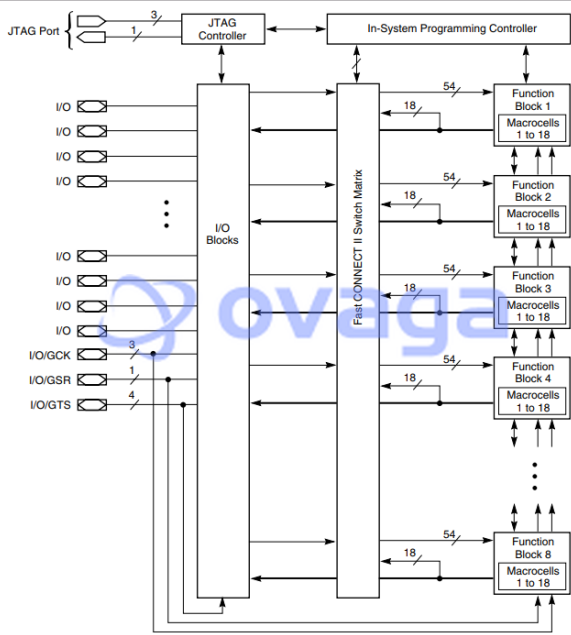 JTAG Port
3
1
JTAG
Controller
In-System Programming Controller
I/O
I/O
I/O
I/O
I/O
I/O
I/O
I/O
I/O/GCK
3
I/O/GSR
1
I/O/GTS
4
I/O
Blocks
Fast CONNECT II Switch Matrix
54
18
Function
Block 1
Macrocells
1 to 18
54
18
Function
Block 2
Macrocells
1 to 18
54
18
Function
Block 3
Macrocells
1 to 18
54
18
Function
Block 4
Macrocells
1 to 18
54
18
Function
Block 8
Macrocells
1 to 18
ovaga